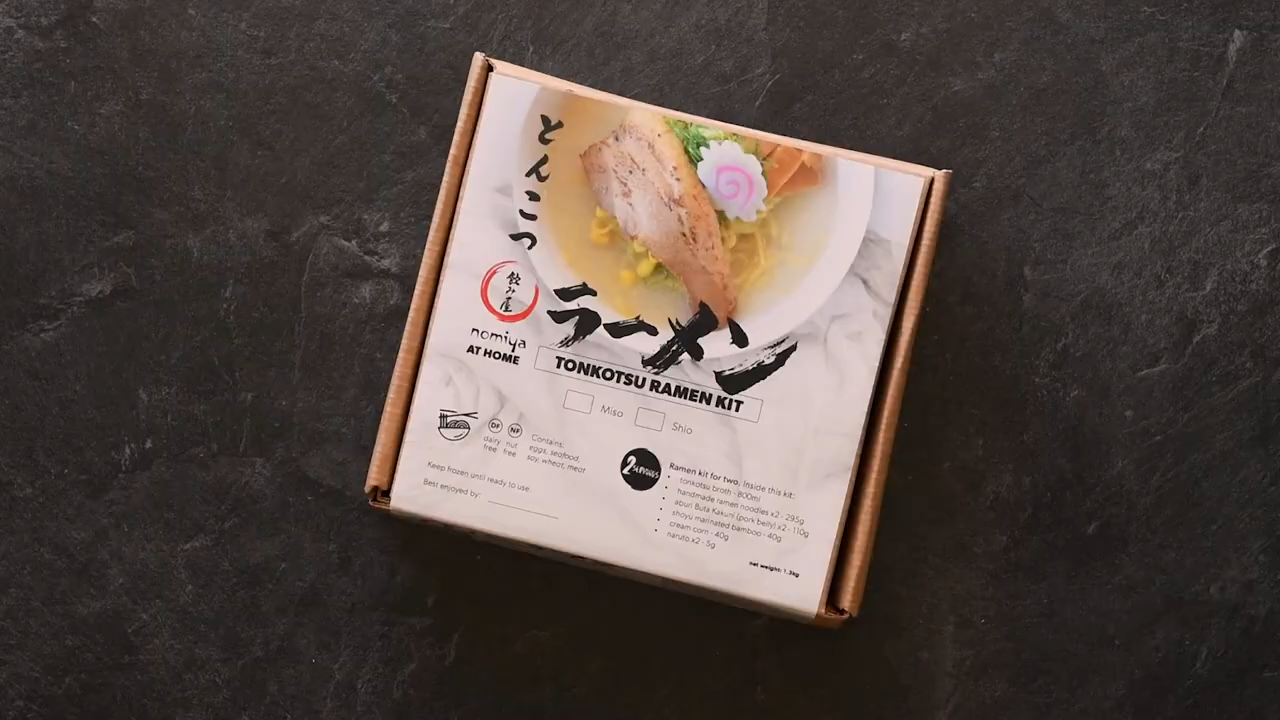 とんこつ
ラーメン
飲み屋
nomiya
AT HOME
TONKOTSU RAMEN KIT
Miso
Shio
DF
NF
dairy free
nut free
Contains:
eggs, seafood,
soy, wheat, meat
Keep frozen until ready to use.
Best enjoyed by:
2 SERVINGS
Ramen kit for two, Inside this kit:
• tonkotsu broth - 800ml
• handmade ramen noodles x2 - 295g
• aburi Buta Kakuni (pork belly) x2 - 110g
• shoyu marinated bamboo - 40g
• cream corn - 40g
• naruto x2 - 5g
net weight: 1.3kg